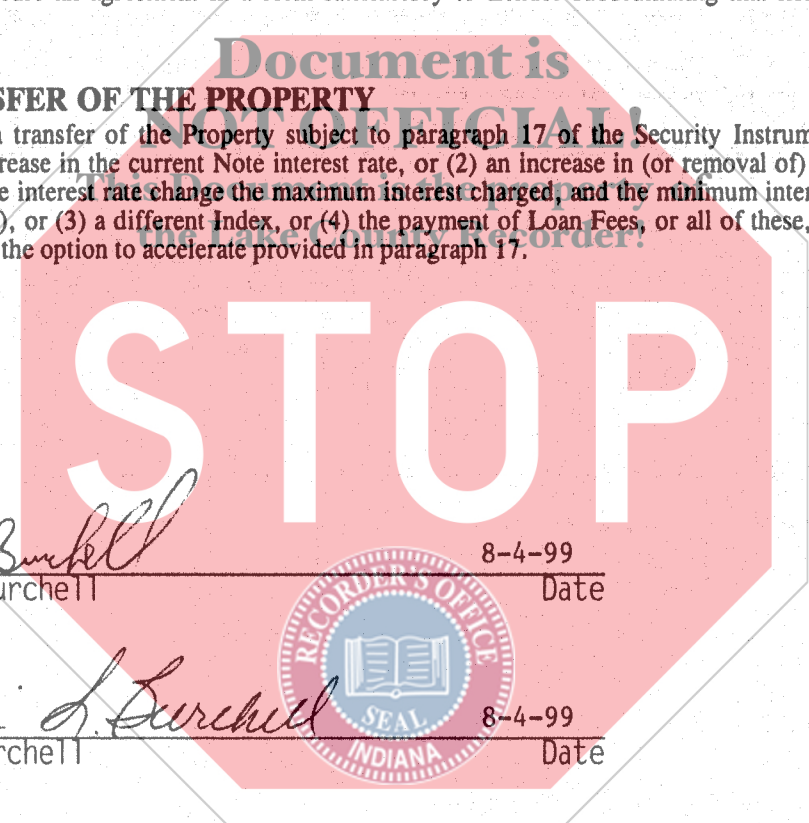 Document is
SFER OF THE PROPERTY
NOT OFFICIAL!
transfer of the Property subject to paragraph 17 of the Security Instrum
rease in the current Note interest rate, or (2) an increase in (or removal of)
e interest rate change the maximum interest charged, and the minimum inter
This Document is the property of
), or (3) a different Index, or (4) the payment of Loan Fees, or all of these,
the Lake County Recorder!
the option to accelerate provided in paragraph 17.
STOP
Burchell
8-4-99
urchell
Date
RECORDER'S OFFICE
SEAL
INDIANA
L. Burchell
8-4-99
rchell
Date